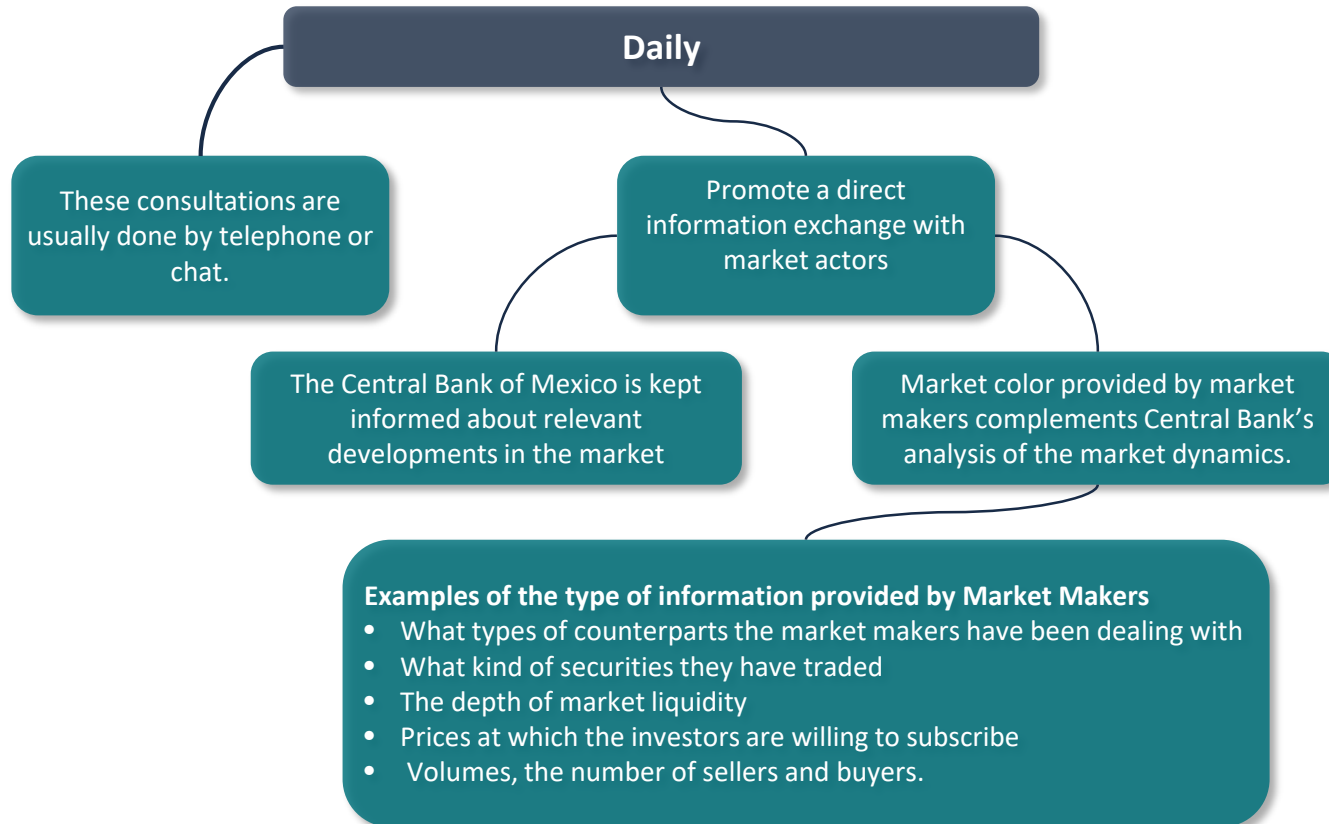 Daily
These consultations are
usually done by telephone or
chat.
Promote a direct
information exchange with
market actors
The Central Bank of Mexico is kept
informed about relevant
developments in the market
Market color provided by market
makers complements Central Bank’s
analysis of the market dynamics.
Examples of the type of information provided by Market Makers
• What types of counterparts the market makers have been dealing with
• What kind of securities they have traded
• The depth of market liquidity
• Prices at which the investors are willing to subscribe
• Volumes, the number of sellers and buyers.